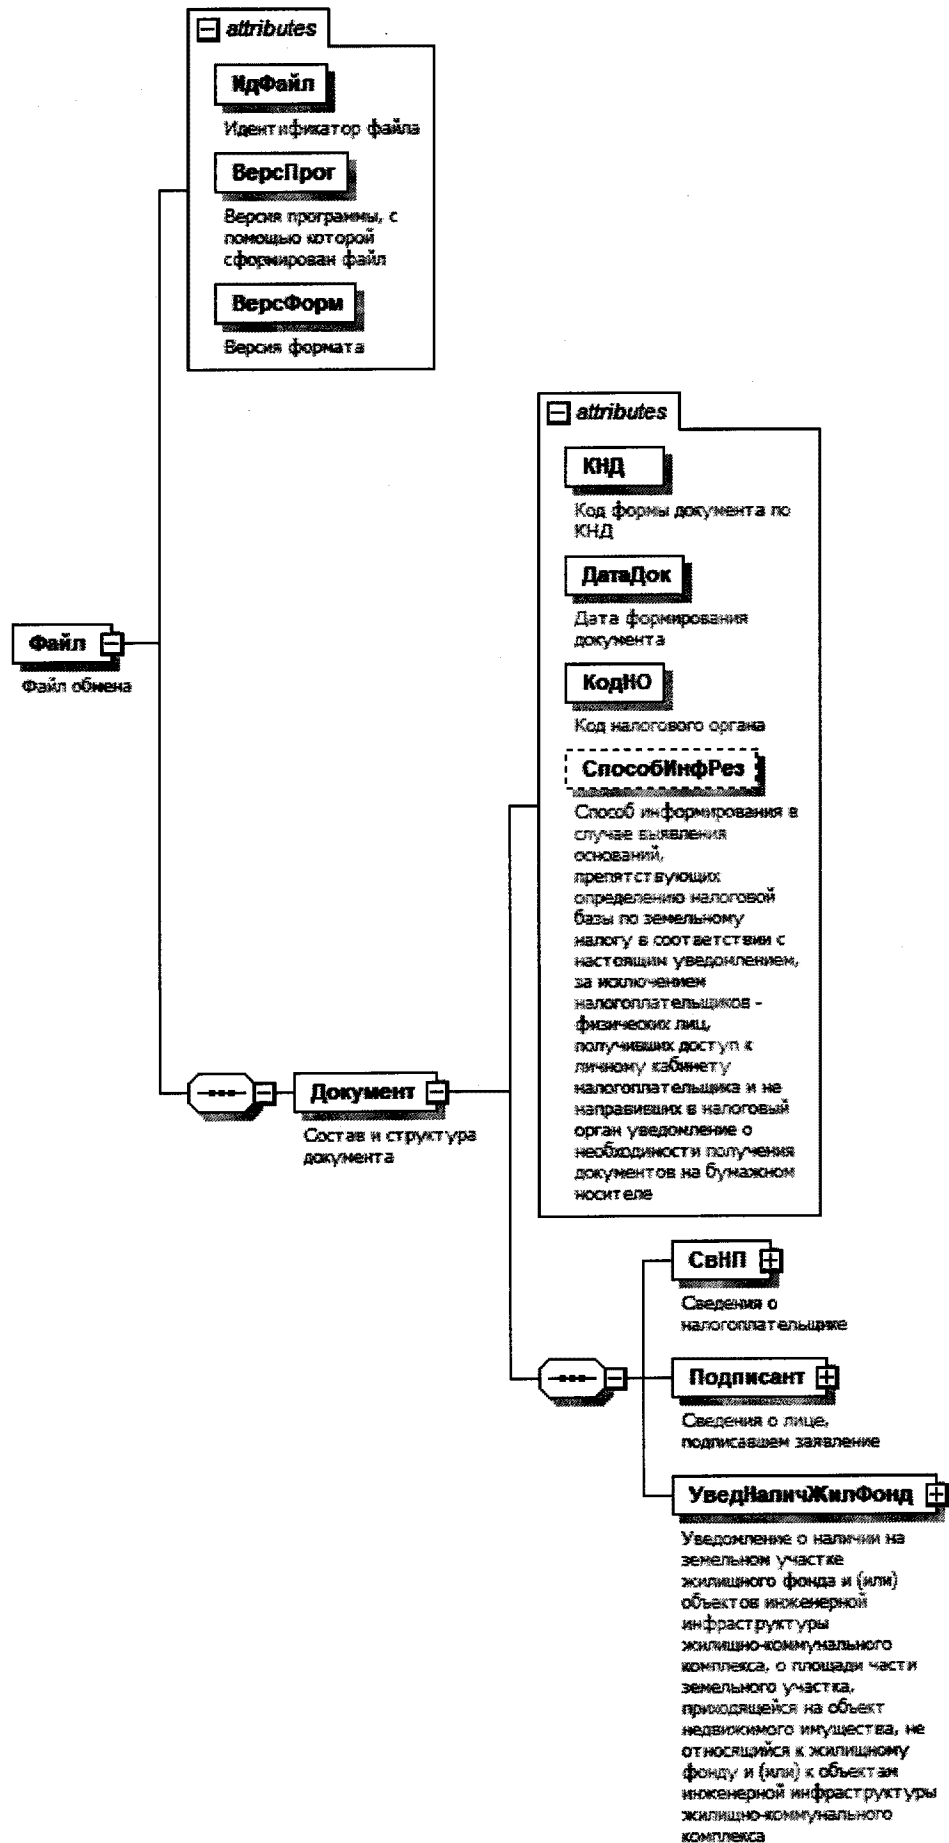 attributes
ИдФайл
Идентификатор файла
ВерсПрог
Версия программы, с
помощью которой
сформирован файл
ВерсФорм
Версия формата
Файл
Файл обмена
Документ
Состав и структура
документа
attributes
КНД
Код формы документа по
КНД
ДатаДок
Дата формирования
документа
КодНО
Код налогового органа
СпособИнфРез
Способ информирования в
случае выявления
оснований,
препятствующих
определению налоговой
базы по земельному
налогу в соответствии с
настоящим уведомлением,
за исключением
налогоплательщиков -
физических лиц,
получивших доступ к
личному кабинету
налогоплательщика и не
направивших в налоговый
орган уведомление о
необходимости получения
документов на бумажном
носителе
СвНП
Сведения о
налогоплательщике
Подписант
Сведения о лице,
подписавшем заявление
УведНаличЖилФонд
Уведомление о наличии на
земельном участке
жилищного фонда и (или)
объектов инженерной
инфраструктуры
жилищно-коммунального
комплекса, о площади части
земельного участка,
приходящейся на объект
недвижимого имущества, не
относящийся к жилищному
фонду и (или) к объектам
инженерной инфраструктуры
жилищно-коммунального
комплекса